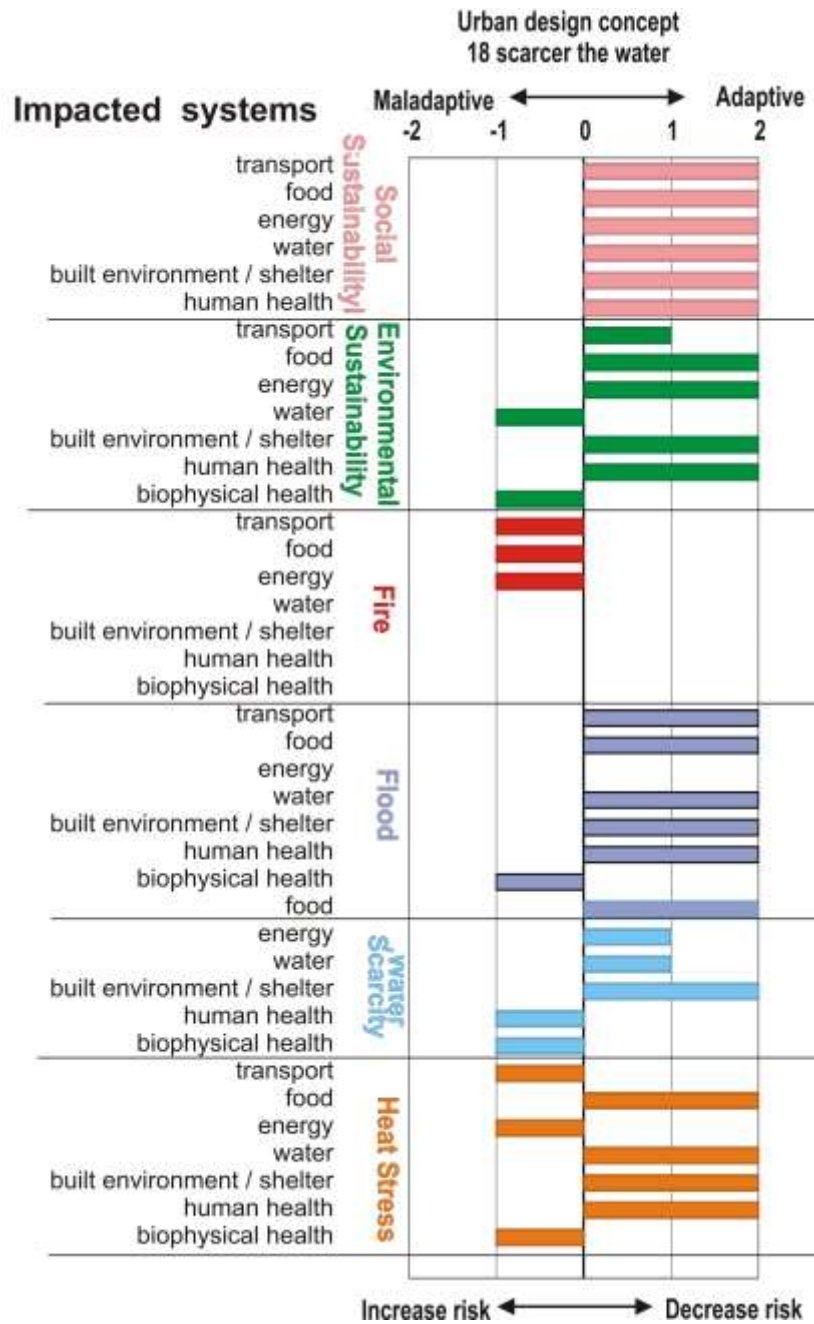 Urban design concept
18 scarcer the water
Impacted systems
Maladaptive
Adaptive
-2 -1 0 1 2
Social
Sustainabilityl
transport
food
energy
water
built environment / shelter
human health
Environmental
Sustainability
transport
food
energy
water
built environment / shelter
human health
biophysical health
Fire
transport
food
energy
water
built environment / shelter
human health
biophysical health
Flood
transport
food
energy
water
built environment / shelter
human health
biophysical health
food
Water
Scarcity
energy
water
built environment / shelter
human health
biophysical health
Heat Stress
transport
food
energy
water
built environment / shelter
human health
biophysical health
Increase risk
Decrease risk